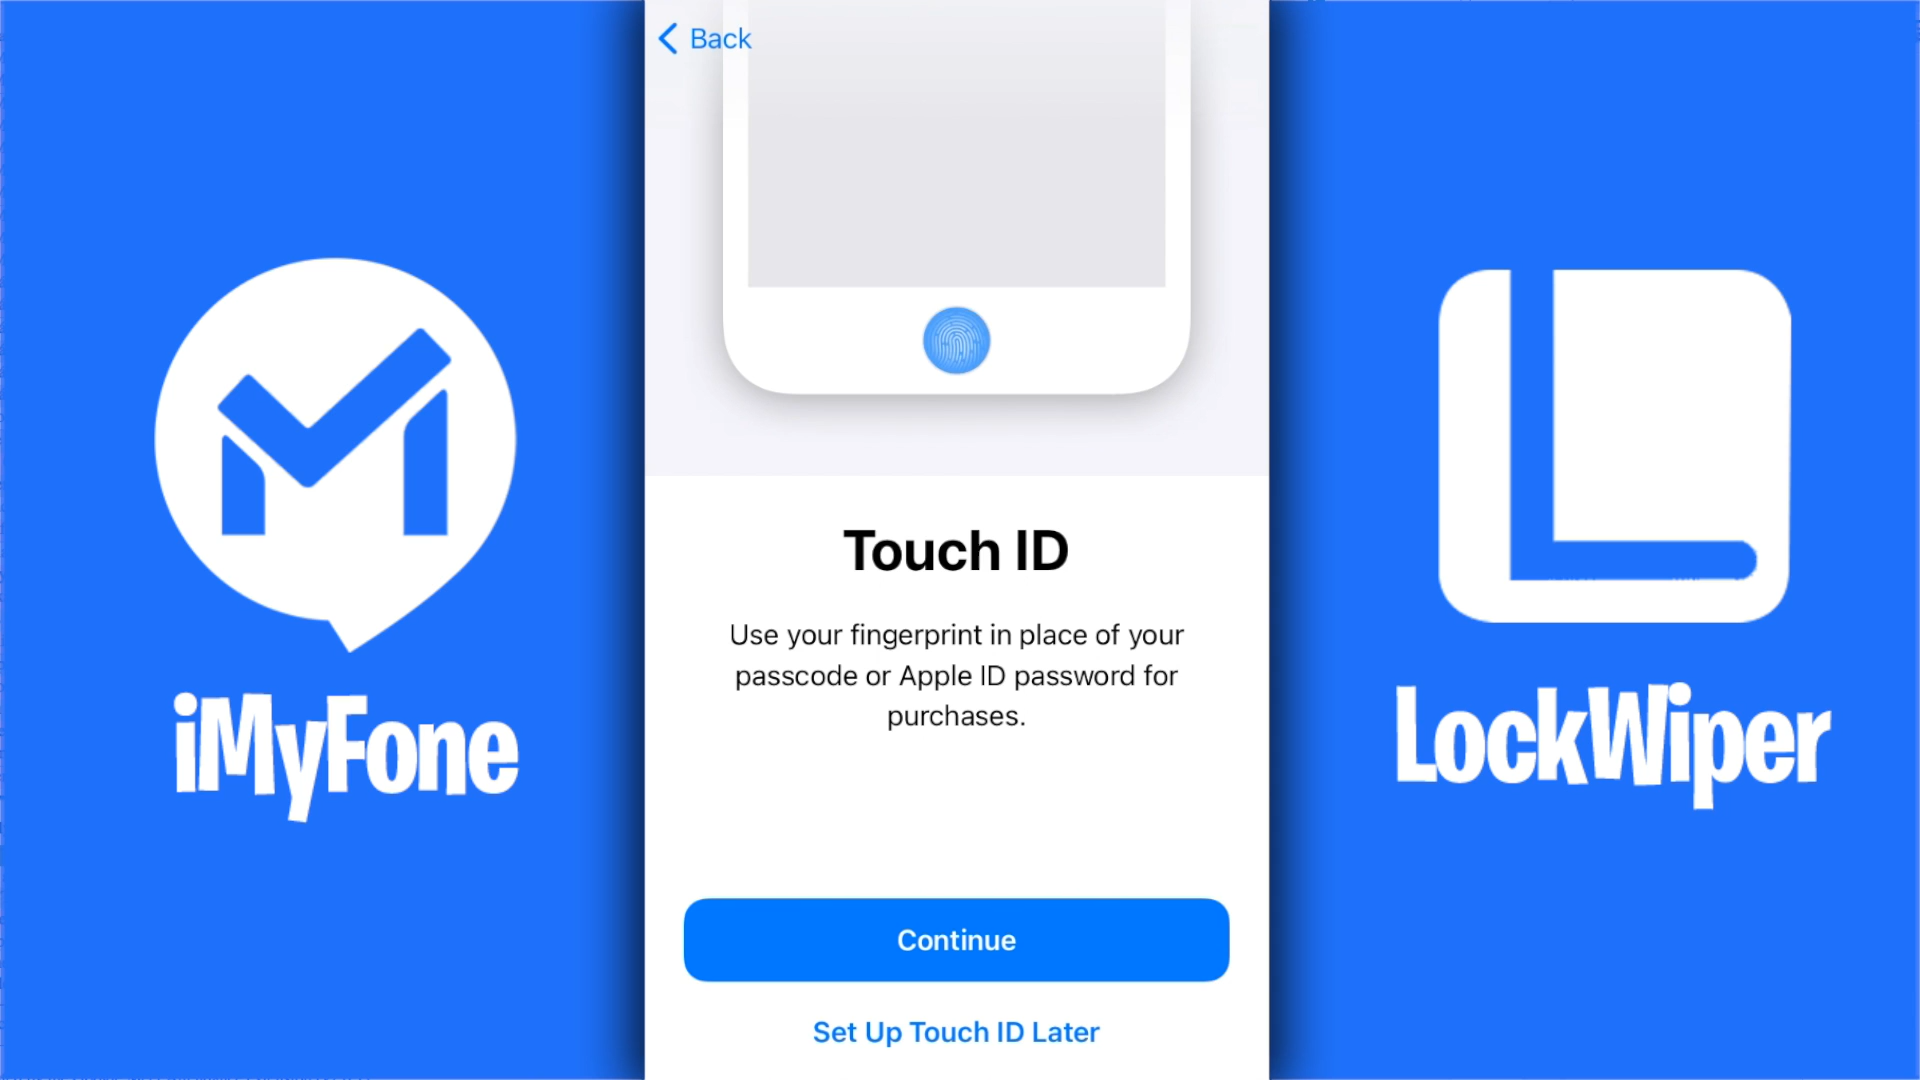 Back
Touch ID
Use your fingerprint in place of your
passcode or Apple ID password for
purchases.
Continue
Set Up Touch ID Later
iMyFone
LockWiper